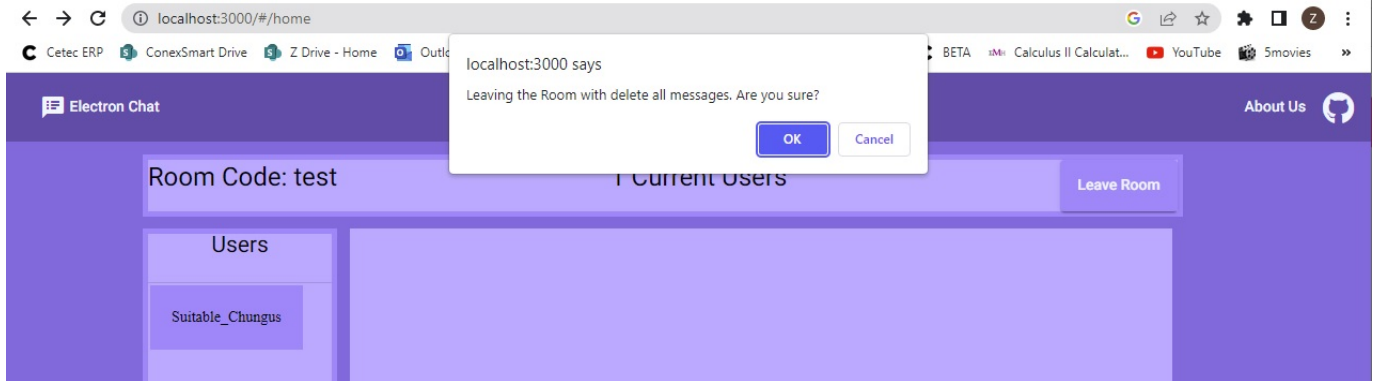 localhost:3000/#/home
Z
Cetec ERP ConexSmart Drive Z Drive - Home Outlo BETA Calculus II Calculat... YouTube 5movies »
localhost:3000 says
Leaving the Room with delete all messages. Are you sure?
OK Cancel
Electron Chat About Us
Room Code: test 1 Current Users Leave Room
Users
Suitable_Chungus